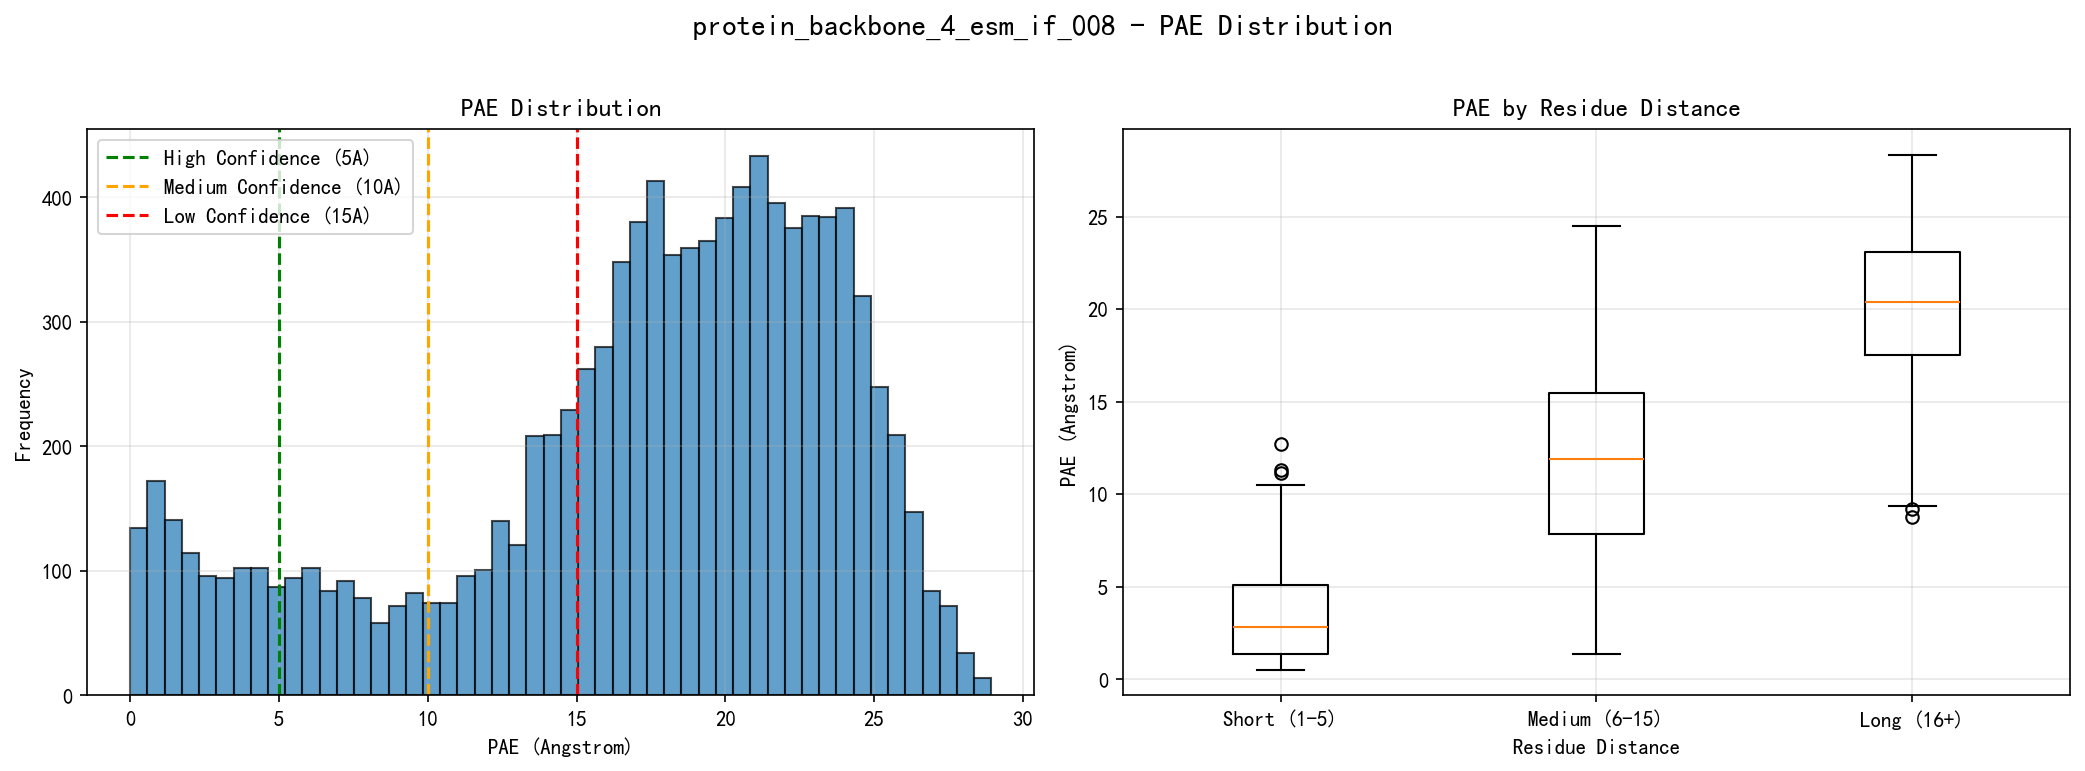 protein_backbone_4_esm_if_008 - PAE Distribution
PAE Distribution
High Confidence (5A)
Medium Confidence (10A)
Low Confidence (15A)
400
300
200
100
0
Frequency
0 5 10 15 20 25 30
PAE (Angstrom)
PAE by Residue Distance
25
20
15
10
5
0
PAE (Angstrom)
Short (1-5) Medium (6-15) Long (16+)
Residue Distance